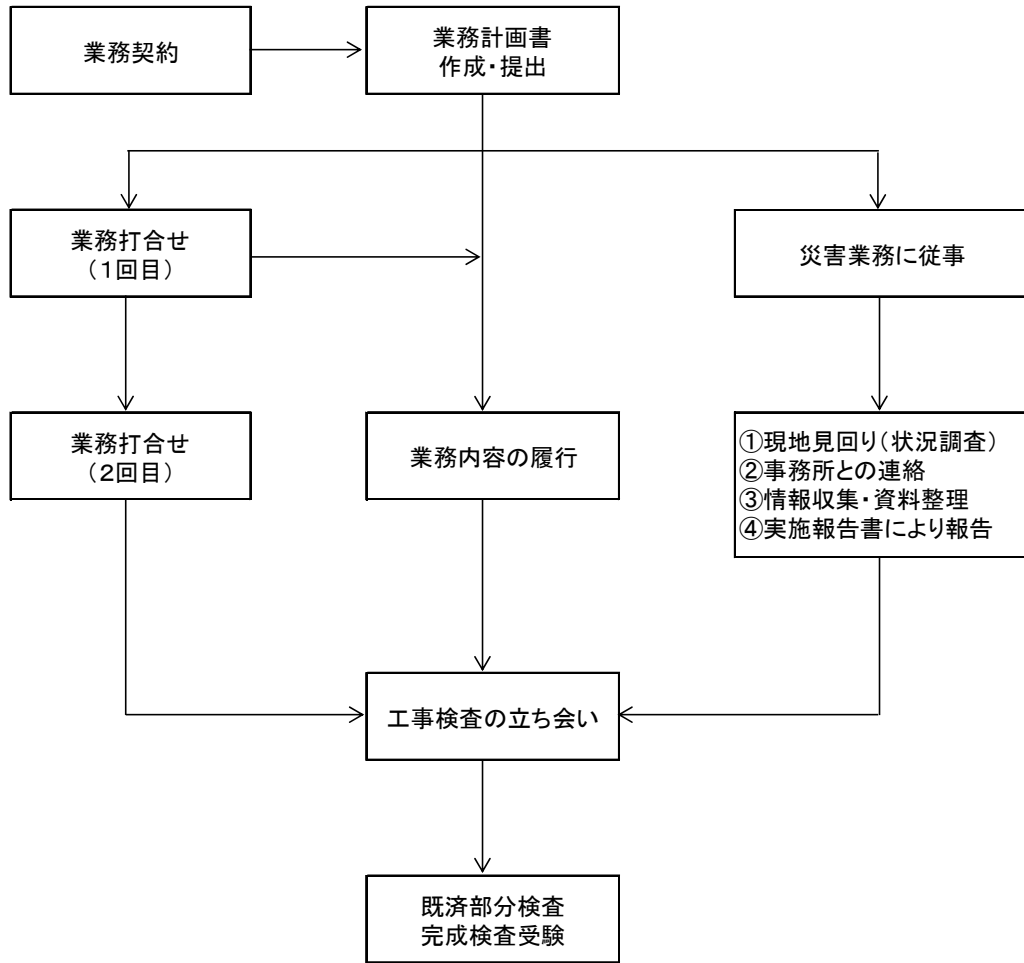 業務契約
業務計画書
作成・提出
業務打合せ
（１回目）
災害業務に従事
業務打合せ
（２回目）
業務内容の履行
①現地見回り（状況調査）
②事務所との連絡
③情報収集・資料整理
④実施報告書により報告
工事検査の立ち会い
既済部分検査
完成検査受験